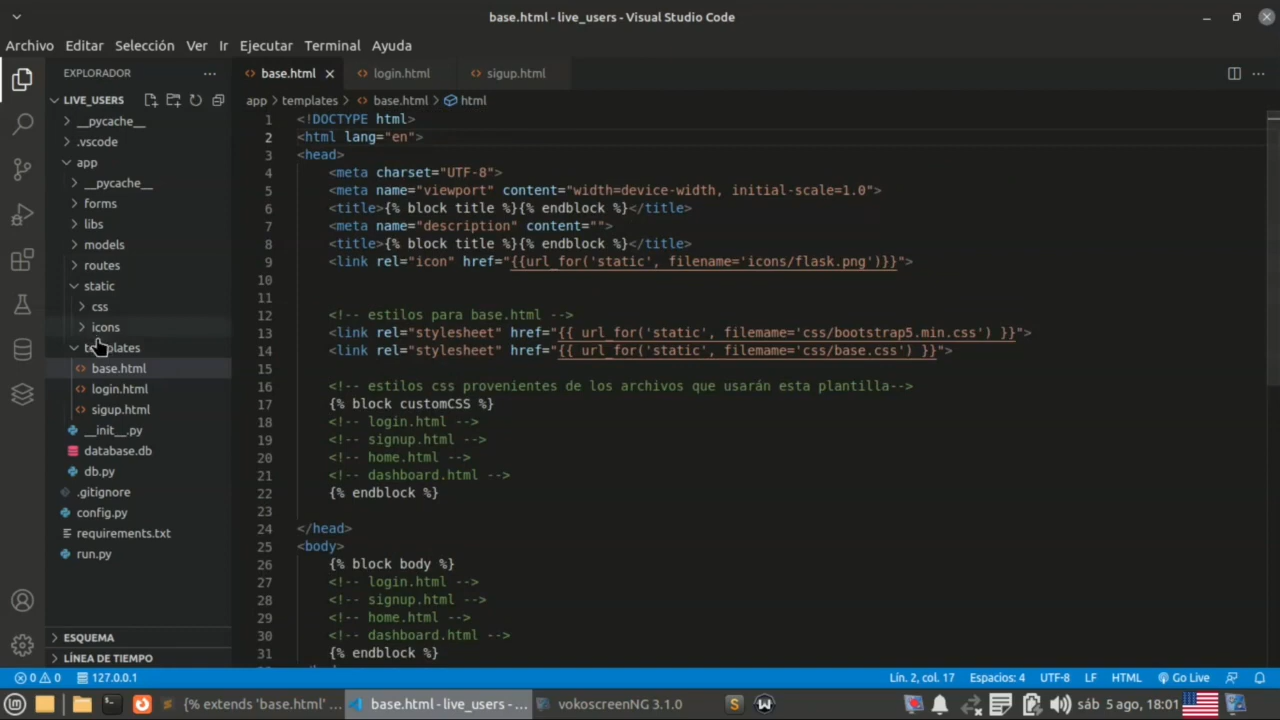 base.html - live_users - Visual Studio Code
Archivo Editar Selección Ver Ir Ejecutar Terminal Ayuda
EXPLORADOR
base.html login.html sigup.html
LIVE_USERS
app templates base.html html
__pycache__
.vscode
app
__pycache__
forms
libs
models
routes
static
css
icons
base.html
login.html
sigup.html
__init__.py
database.db
db.py
.gitignore
config.py
requirements.txt
run.py
ESQUEMA
LÍNEA DE TIEMPO
1 <!DOCTYPE html>
2 <html lang="en">
3 <head>
4 <meta charset="UTF-8">
5 <meta name="viewport" content="width=device-width, initial-scale=1.0">
6 <title>{% block title %}{% endblock %}</title>
7 <meta name="description" content="">
8 <title>{% block title %}{% endblock %}</title>
9 <link rel="icon" href="{{url_for('static', filename='icons/flask.png')}}">
10
11
12 <!-- estilos para base.html -->
13 <link rel="stylesheet" href="{{ url_for('static', filename='css/bootstrap5.min.css') }}">
14 <link rel="stylesheet" href="{{ url_for('static', filename='css/base.css') }}">
15
16 <!-- estilos css provenientes de los archivos que usarán esta plantilla-->
17 {% block customCSS %}
18 <!-- login.html -->
19 <!-- signup.html -->
20 <!-- home.html -->
21 <!-- dashboard.html -->
22 {% endblock %}
23
24 </head>
25 <body>
26 {% block body %}
27 <!-- login.html -->
28 <!-- signup.html -->
29 <!-- home.html -->
30 <!-- dashboard.html -->
31 {% endblock %}
0 0 127.0.0.1 Lín. 2, col. 17 Espacios: 4 UTF-8 LF HTML Go Live
{% extends 'base.html' ... base.html - live_users - ... vokoscreenNG 3.1.0 sáb 5 ago, 18:01